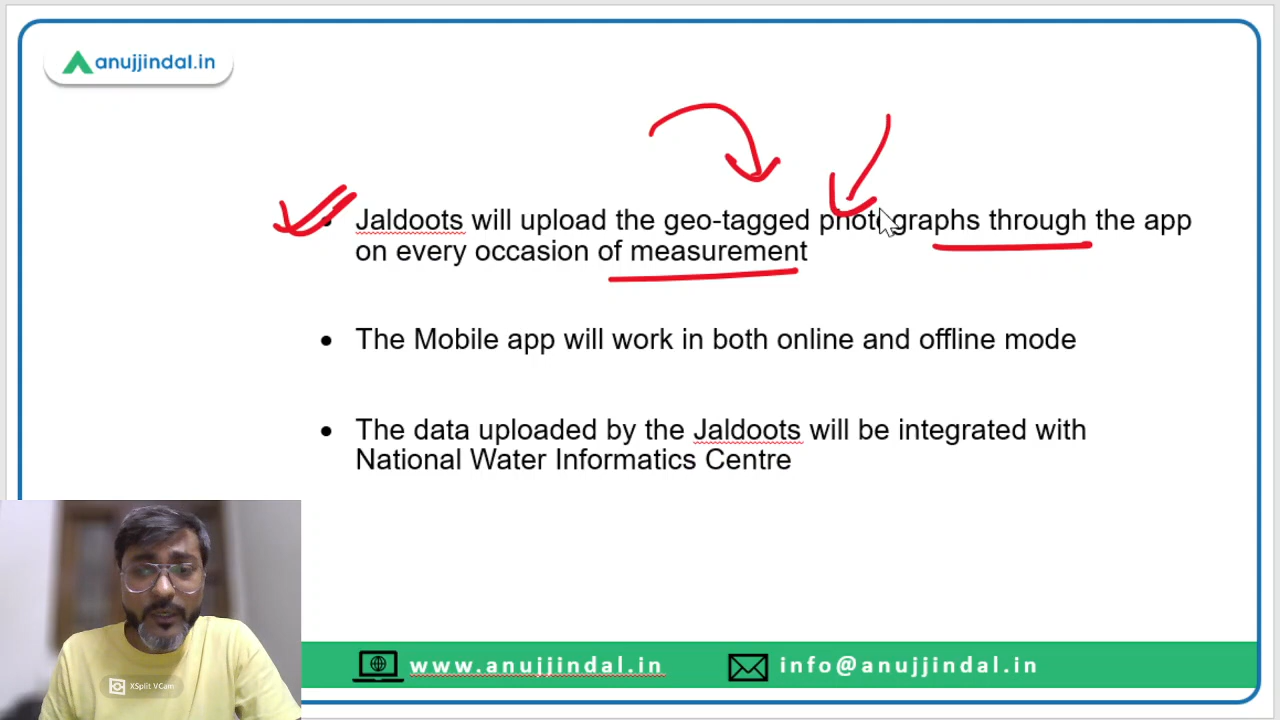 anujjindal.in
Jaldoots will upload the geo-tagged photographs through the app
on every occasion of measurement
The Mobile app will work in both online and offline mode
The data uploaded by the Jaldoots will be integrated with
National Water Informatics Centre
XSplit VCam
www.anujjindal.in
info@anujjindal.in